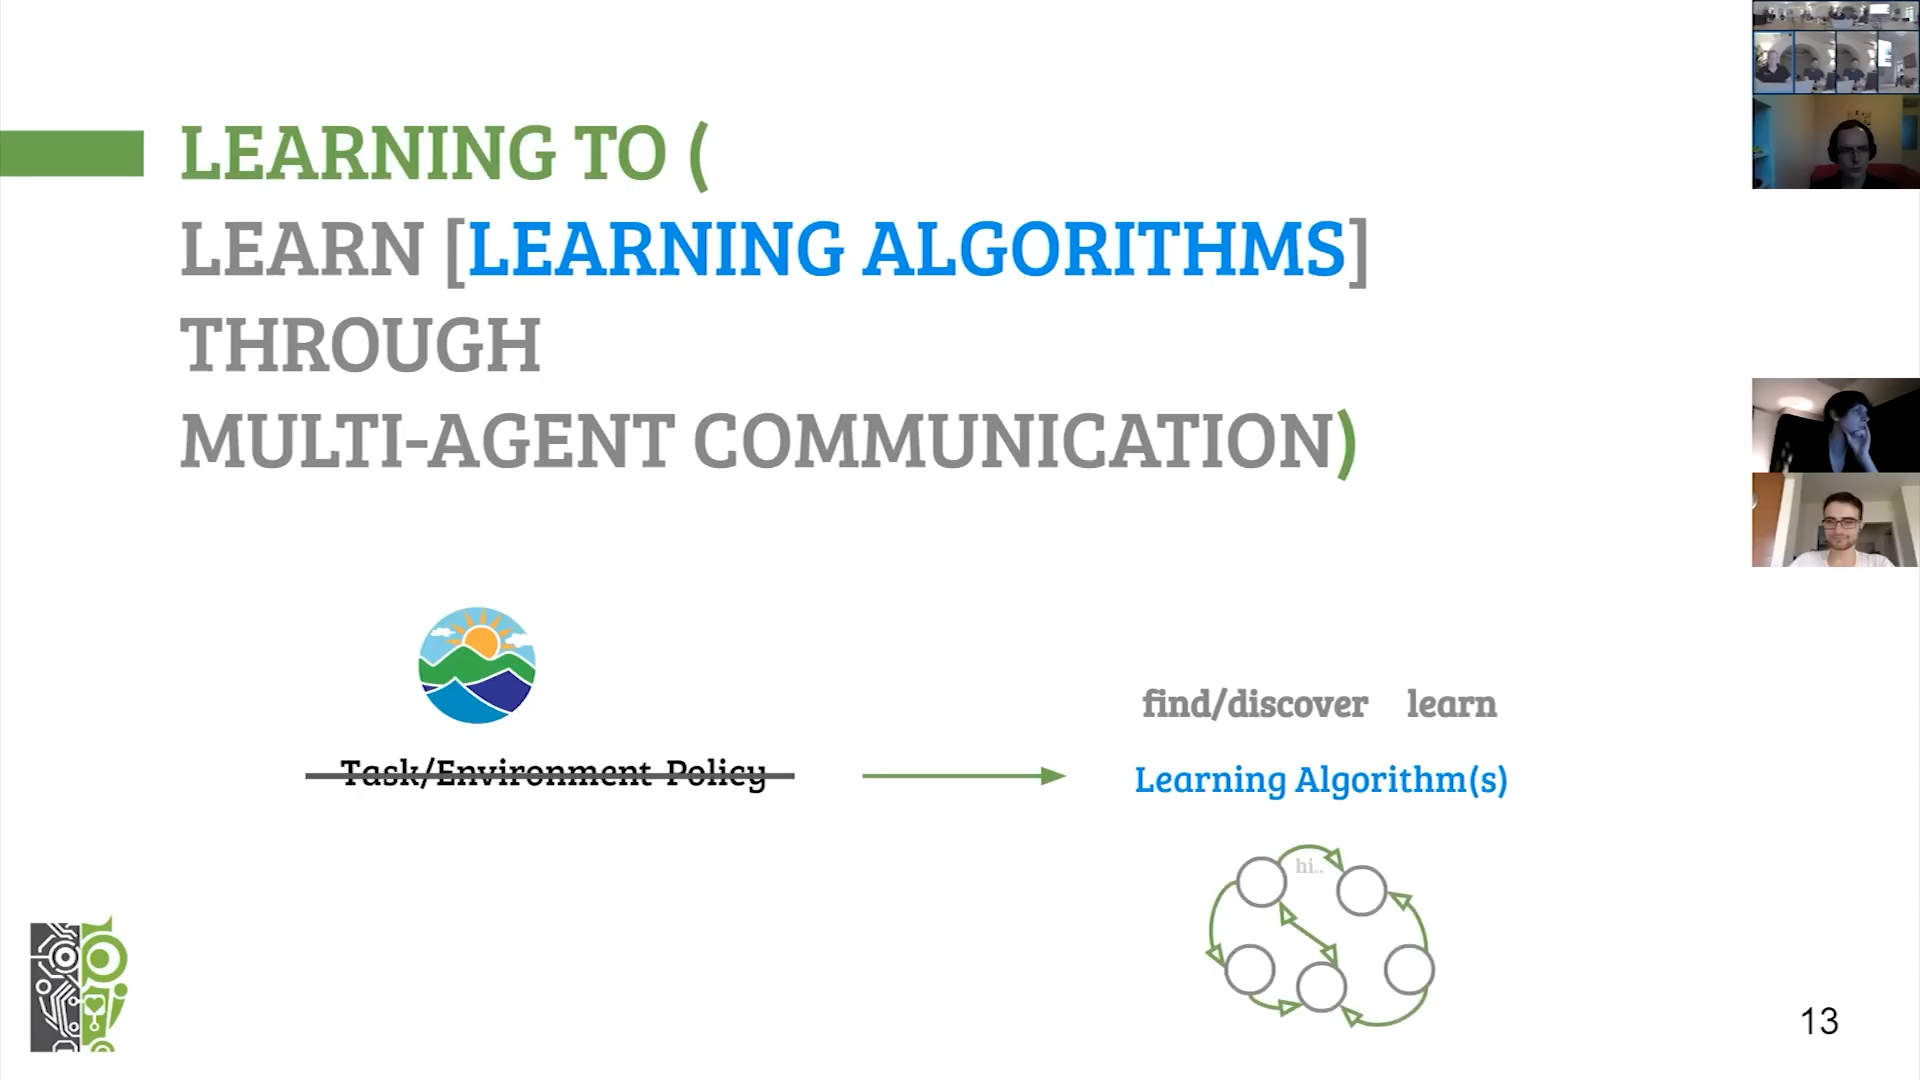 LEARNING TO (
LEARN [LEARNING ALGORITHMS]
THROUGH
MULTI-AGENT COMMUNICATION)
find/discover learn
Task/Environment Policy
Learning Algorithm(s)
hi..
13